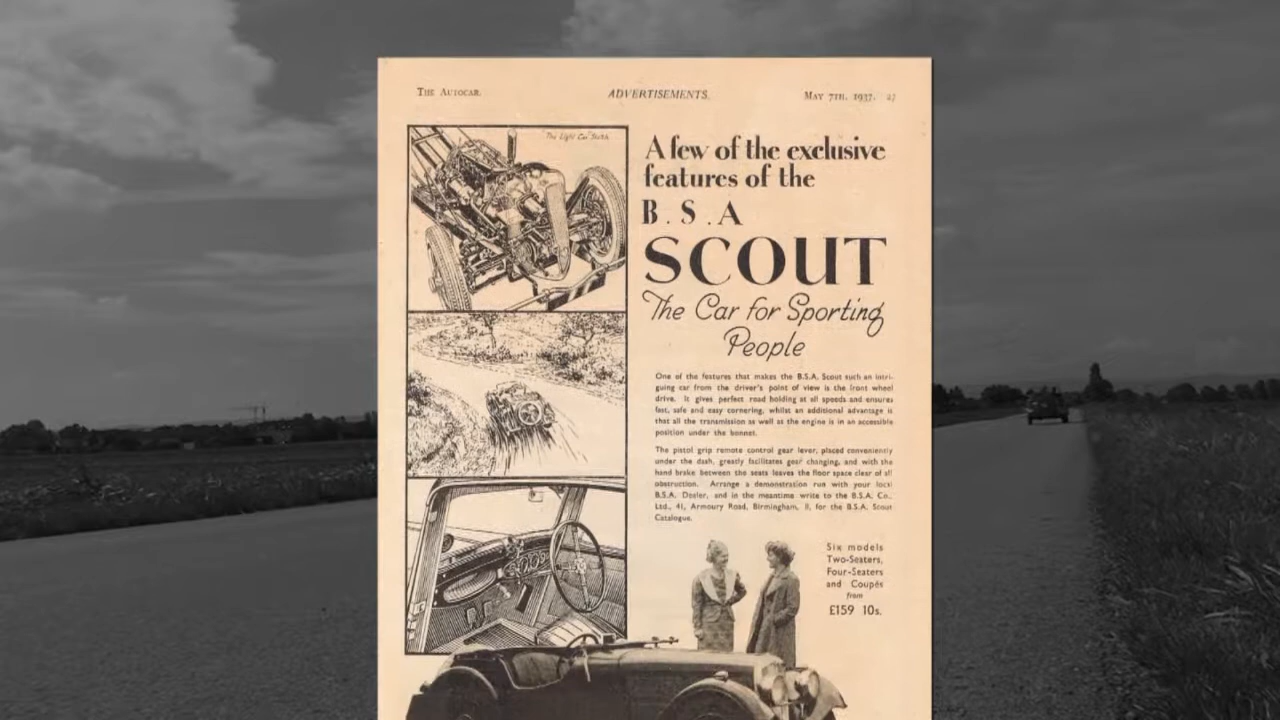 THE AUTOCAR.
ADVERTISEMENTS.
MAY 7TH, 1937. 27
The Light Car Sketch
A few of the exclusive
features of the
B.S.A
SCOUT
The Car for Sporting
People
One of the features that makes the B.S.A. Scout such an intri-
guing car from the driver's point of view is the front wheel
drive. It gives perfect road holding at all speeds and ensures
fast, safe and easy cornering, whilst an additional advantage is
that all the transmission as well as the engine is in an accessible
position under the bonnet.
The pistol grip remote control gear lever, placed conveniently
under the dash, greatly facilitates gear changing, and with the
hand brake between the seats leaves the floor space clear of all
obstruction. Arrange a demonstration run with your local
B.S.A. Dealer, and in the meantime write to the B.S.A. Co.,
Ltd., 41, Armoury Road, Birmingham, 11, for the B.S.A. Scout
Catalogue.
Six models
Two-Seaters,
Four-Seaters
and Coupés
from
£159 10s.